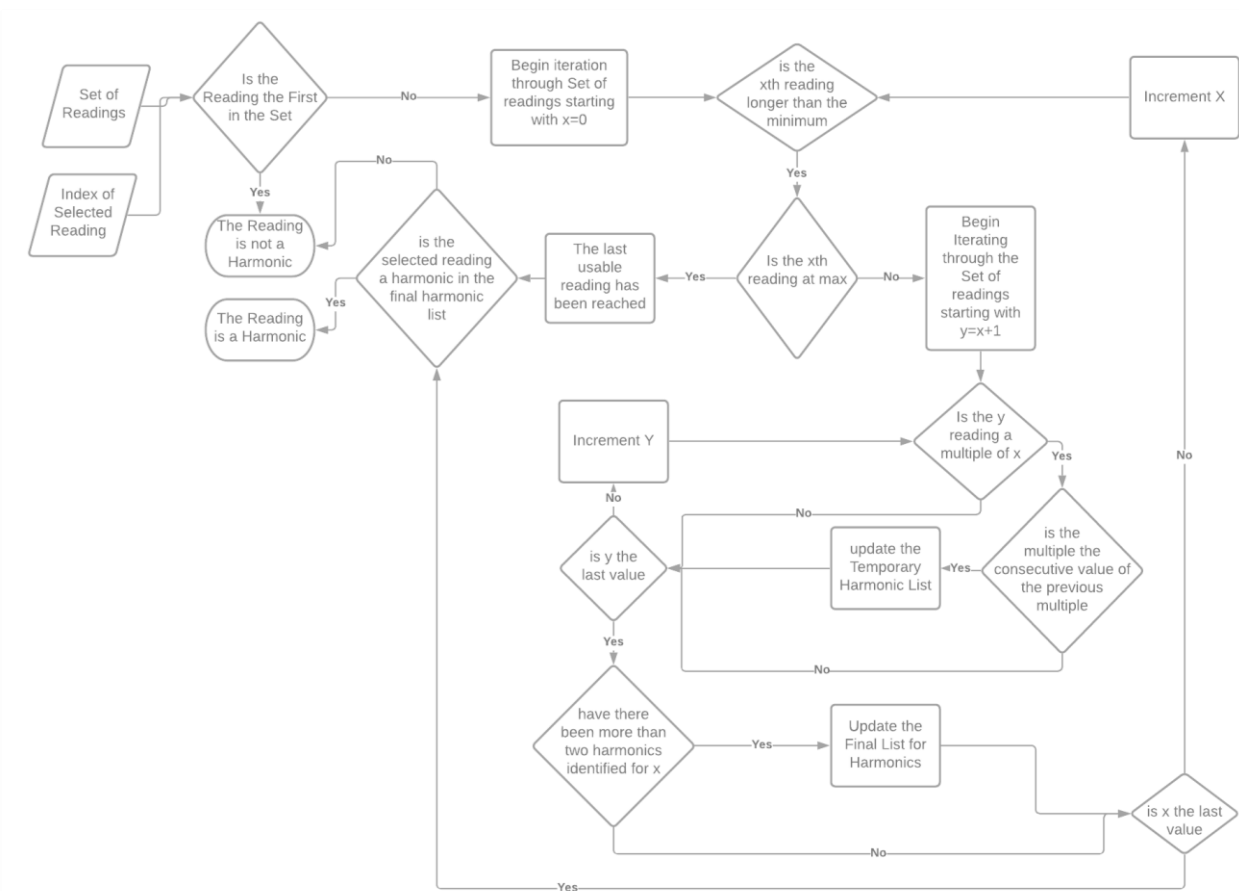 Set of
Readings
Index of
Selected
Reading
Is the
Reading the First
in the Set
No
Yes
Begin iteration
through Set of
readings starting
with x=0
is the
xth reading
longer than the
minimum
Yes
Increment X
No
The Reading
is not a
Harmonic
The Reading
is a Harmonic
No
Yes
is the
selected reading
a harmonic in the
final harmonic
list
The last
usable
reading has
been reached
Yes
Is the xth
reading at max
No
Begin
Iterating
through the
Set of
readings
starting with
y=x+1
Increment Y
Is the y
reading a
multiple of x
Yes
No
No
is y the
last value
update the
Temporary
Harmonic List
Yes
is the
multiple the
consecutive value of
the previous
multiple
No
Yes
have there
been more than
two harmonics
identified for x
Yes
Update the
Final List for
Harmonics
No
is x the last
value
Yes